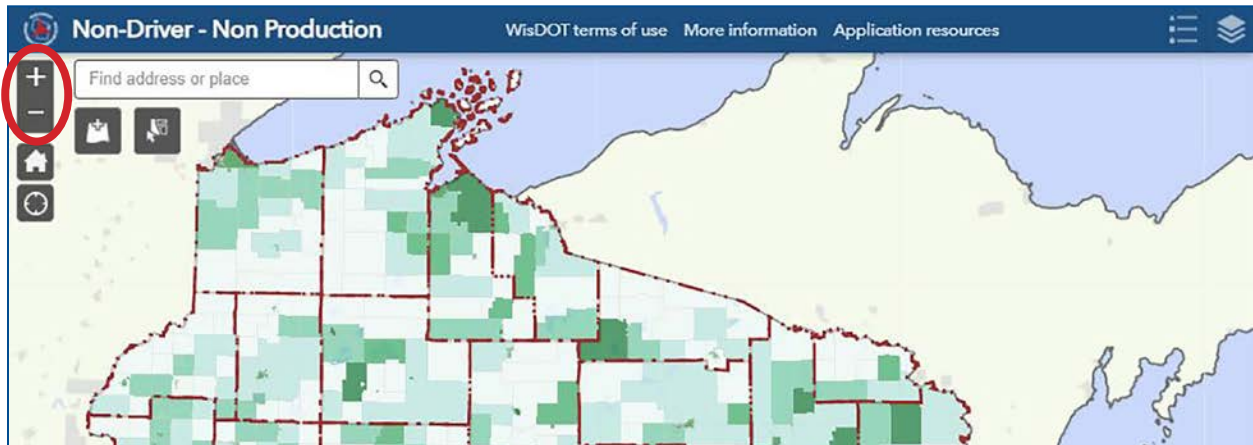 Non-Driver - Non Production
WisDOT terms of use More information Application resources
+
Find address or place
−